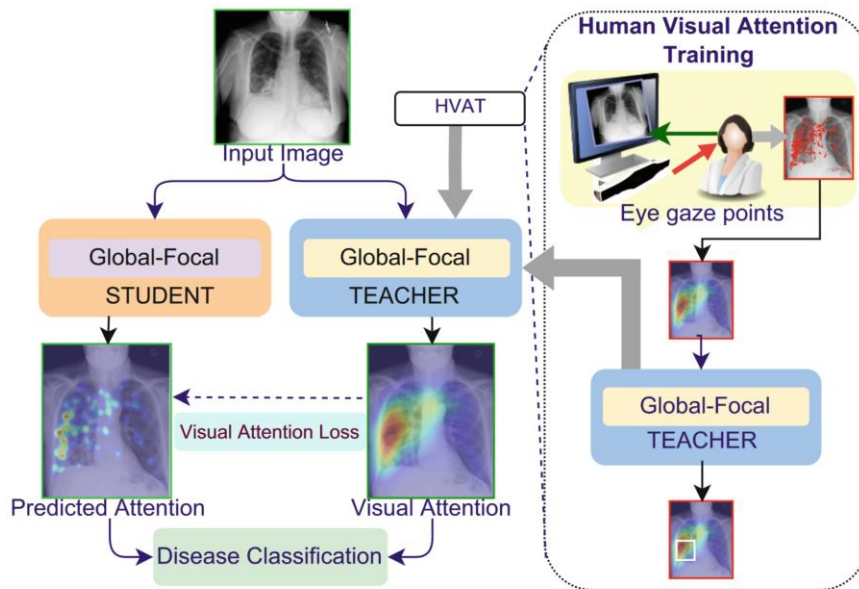 Human Visual Attention
Training
HVAT
Input Image
Eye gaze points
Global-Focal
STUDENT
Global-Focal
TEACHER
Visual Attention Loss
Global-Focal
TEACHER
Predicted Attention
Visual Attention
Disease Classification